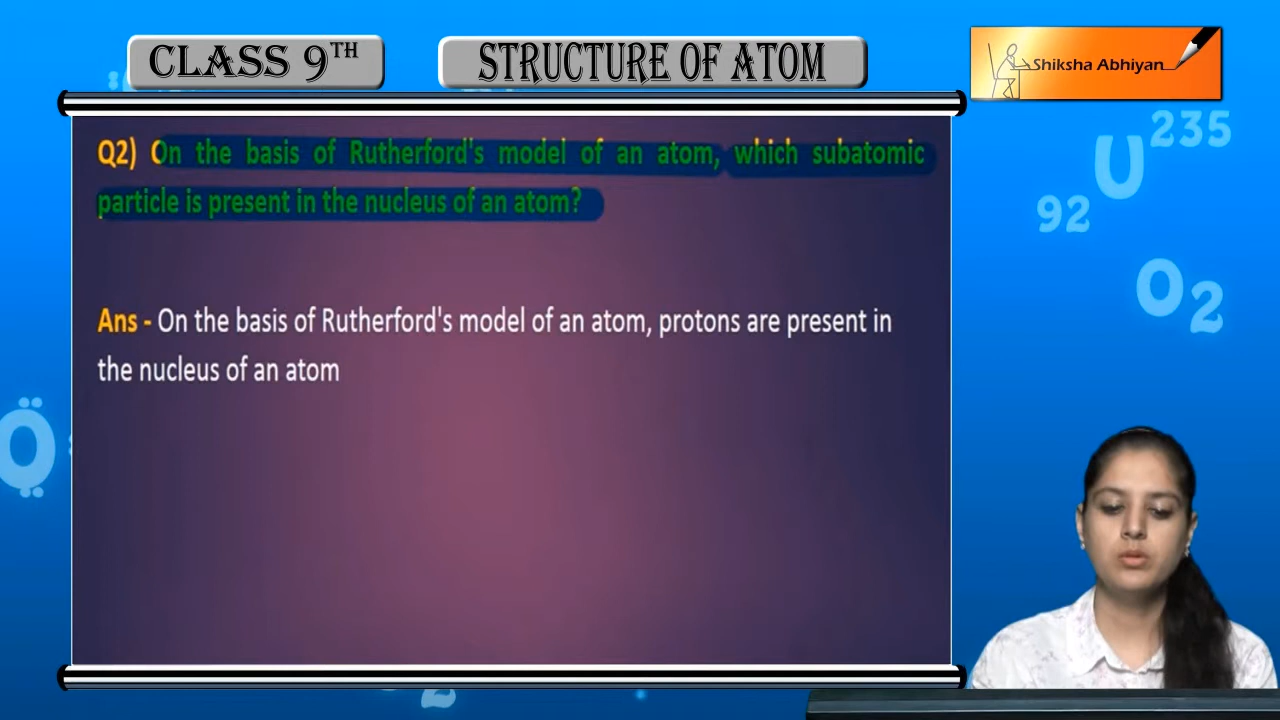 CLASS 9TH
STRUCTURE OF ATOM
Shiksha Abhiyan
Q2) On the basis of Rutherford's model of an atom, which subatomic
particle is present in the nucleus of an atom?
Ans - On the basis of Rutherford's model of an atom, protons are present in
the nucleus of an atom
U 235
92
O2
O
2